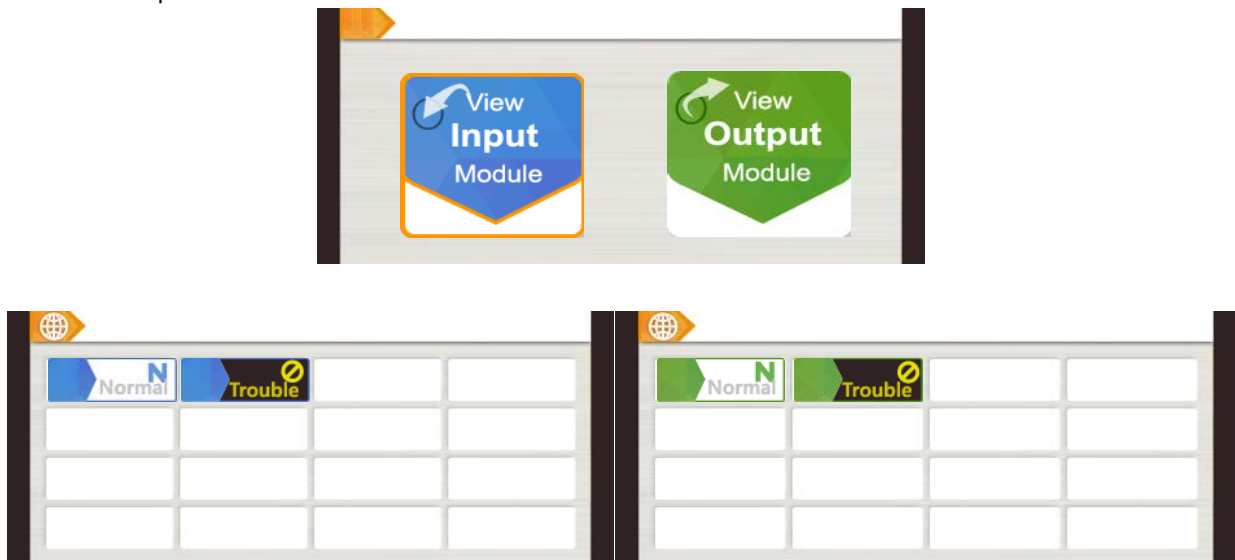 View
Input
Module
View
Output
Module
N
Normal
Trouble
N
Normal
Trouble